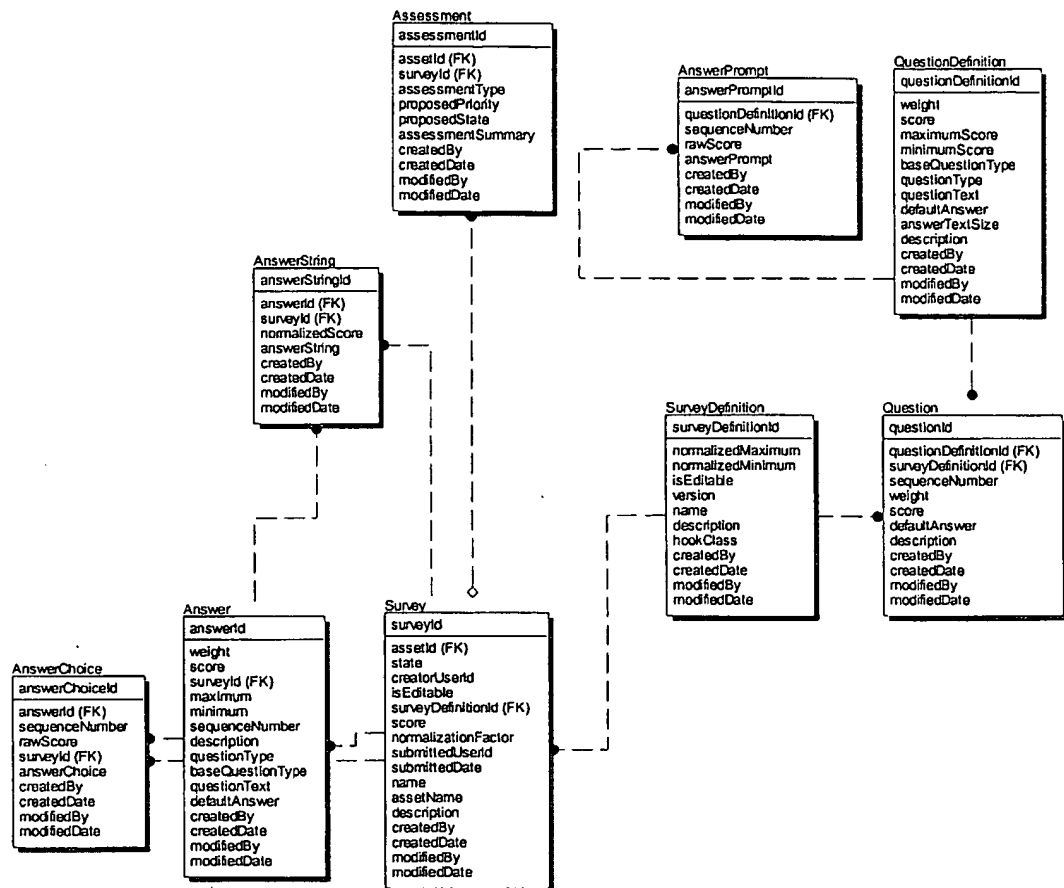 Assessment
assessmentId
assetId (FK)
surveyId (FK)
assessmentType
proposedPriority
proposedState
assessmentSummary
createdBy
createdDate
modifiedBy
modifiedDate
AnswerPrompt
answerPromptId
questionDefinitionId (FK)
sequenceNumber
rawScore
answerPrompt
createdBy
createdDate
modifiedBy
modifiedDate
QuestionDefinition
questionDefinitionId
weight
score
maximumScore
minimumScore
baseQuestionType
questionType
questionText
defaultAnswer
answerTextSize
description
createdBy
createdDate
modifiedBy
modifiedDate
AnswerString
answerStringId
answerId (FK)
surveyId (FK)
normalizedScore
answerString
createdBy
createdDate
modifiedBy
modifiedDate
SurveyDefinition
surveyDefinitionId
normalizedMaximum
normalizedMinimum
isEditable
version
name
description
hookClass
createdBy
createdDate
modifiedBy
modifiedDate
Question
questionId
questionDefinitionId (FK)
surveyDefinitionId (FK)
sequenceNumber
weight
score
defaultAnswer
description
createdBy
createdDate
modifiedBy
modifiedDate
AnswerChoice
answerChoiceId
answerId (FK)
sequenceNumber
rawScore
surveyId (FK)
answerChoice
createdBy
createdDate
modifiedBy
modifiedDate
Answer
answerId
weight
score
surveyId (FK)
maximum
minimum
sequenceNumber
description
questionType
baseQuestionType
questionText
defaultAnswer
createdBy
createdDate
modifiedBy
modifiedDate
Survey
surveyId
assetId (FK)
state
creatorUserId
isEditable
surveyDefinitionId (FK)
score
normalizationFactor
submittedUserId
submittedDate
name
assetName
description
createdBy
createdDate
modifiedBy
modifiedDate